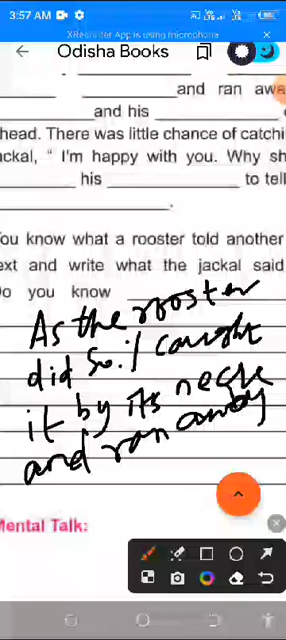 3:57 AM
XRecorder App is using microphone
Odisha Books
and ran awa
and his
head. There was little chance of catchi
ackal, " I'm happy with you. Why sh
his to tell
You know what a rooster told another
ext and write what the jackal said
Do you know
As the rooster
did so. I caught
it by its neck
and ran away
Mental Talk: